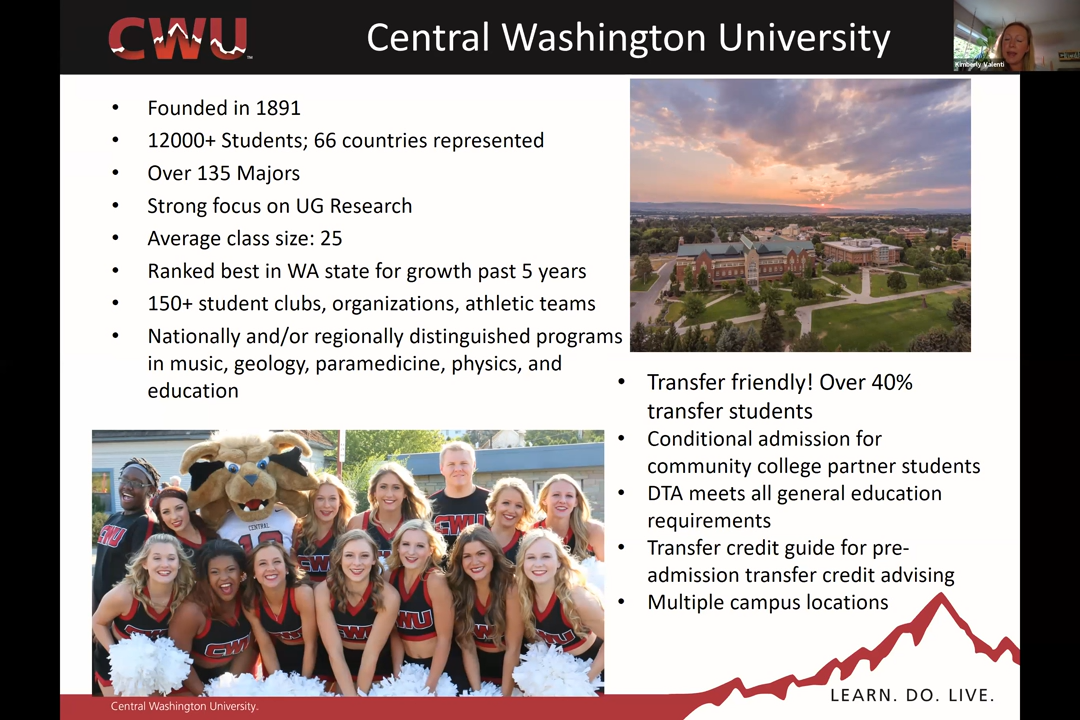 CWU
Central Washington University
Kimberly Valenti
• Founded in 1891
• 12000+ Students; 66 countries represented
• Over 135 Majors
• Strong focus on UG Research
• Average class size: 25
• Ranked best in WA state for growth past 5 years
• 150+ student clubs, organizations, athletic teams
• Nationally and/or regionally distinguished programs
in music, geology, paramedicine, physics, and
education
• Transfer friendly! Over 40%
transfer students
• Conditional admission for
community college partner students
• DTA meets all general education
requirements
• Transfer credit guide for pre-
admission transfer credit advising
• Multiple campus locations
CENTRAL
CWU
CWU
CWU
CWU
CWU
LEARN. DO. LIVE.
Central Washington University.